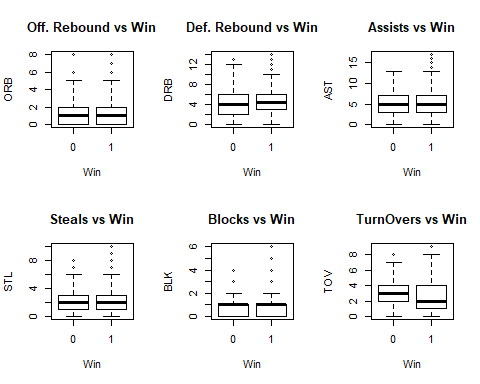 Off. Rebound vs Win
ORB
0 2 4 6 8
0 1
Win
Def. Rebound vs Win
DRB
0 4 8 12
0 1
Win
Assists vs Win
AST
0 5 10 15
0 1
Win
Steals vs Win
STL
0 4 8
0 1
Win
Blocks vs Win
BLK
0 2 4 6
0 1
Win
TurnOvers vs Win
TOV
0 2 4 6 8
0 1
Win